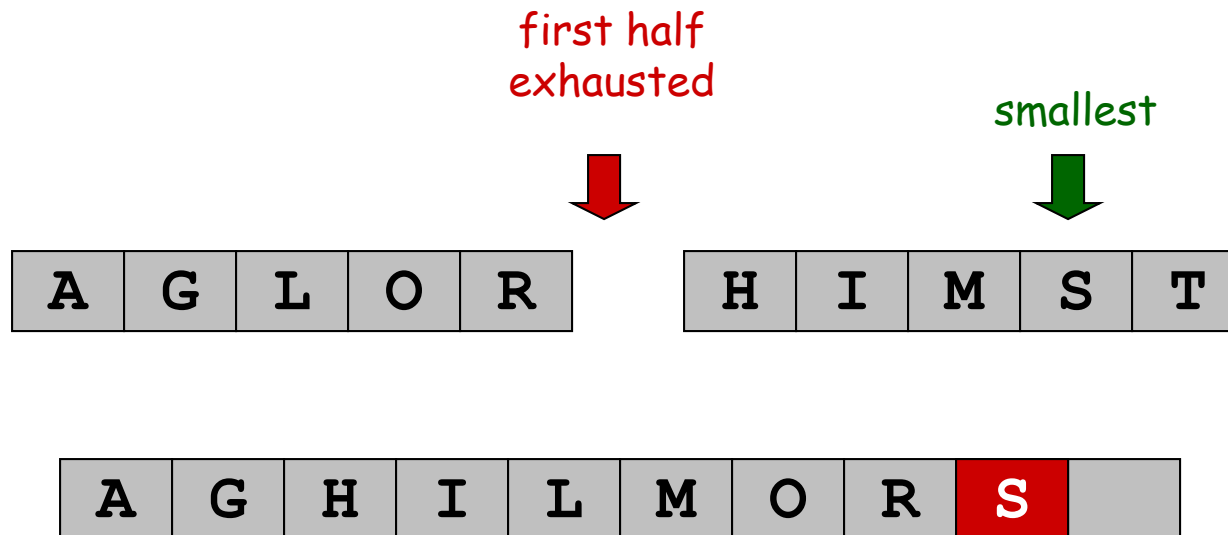 first half
exhausted
smallest
A G L O R H I M S T
A G H I L M O R S